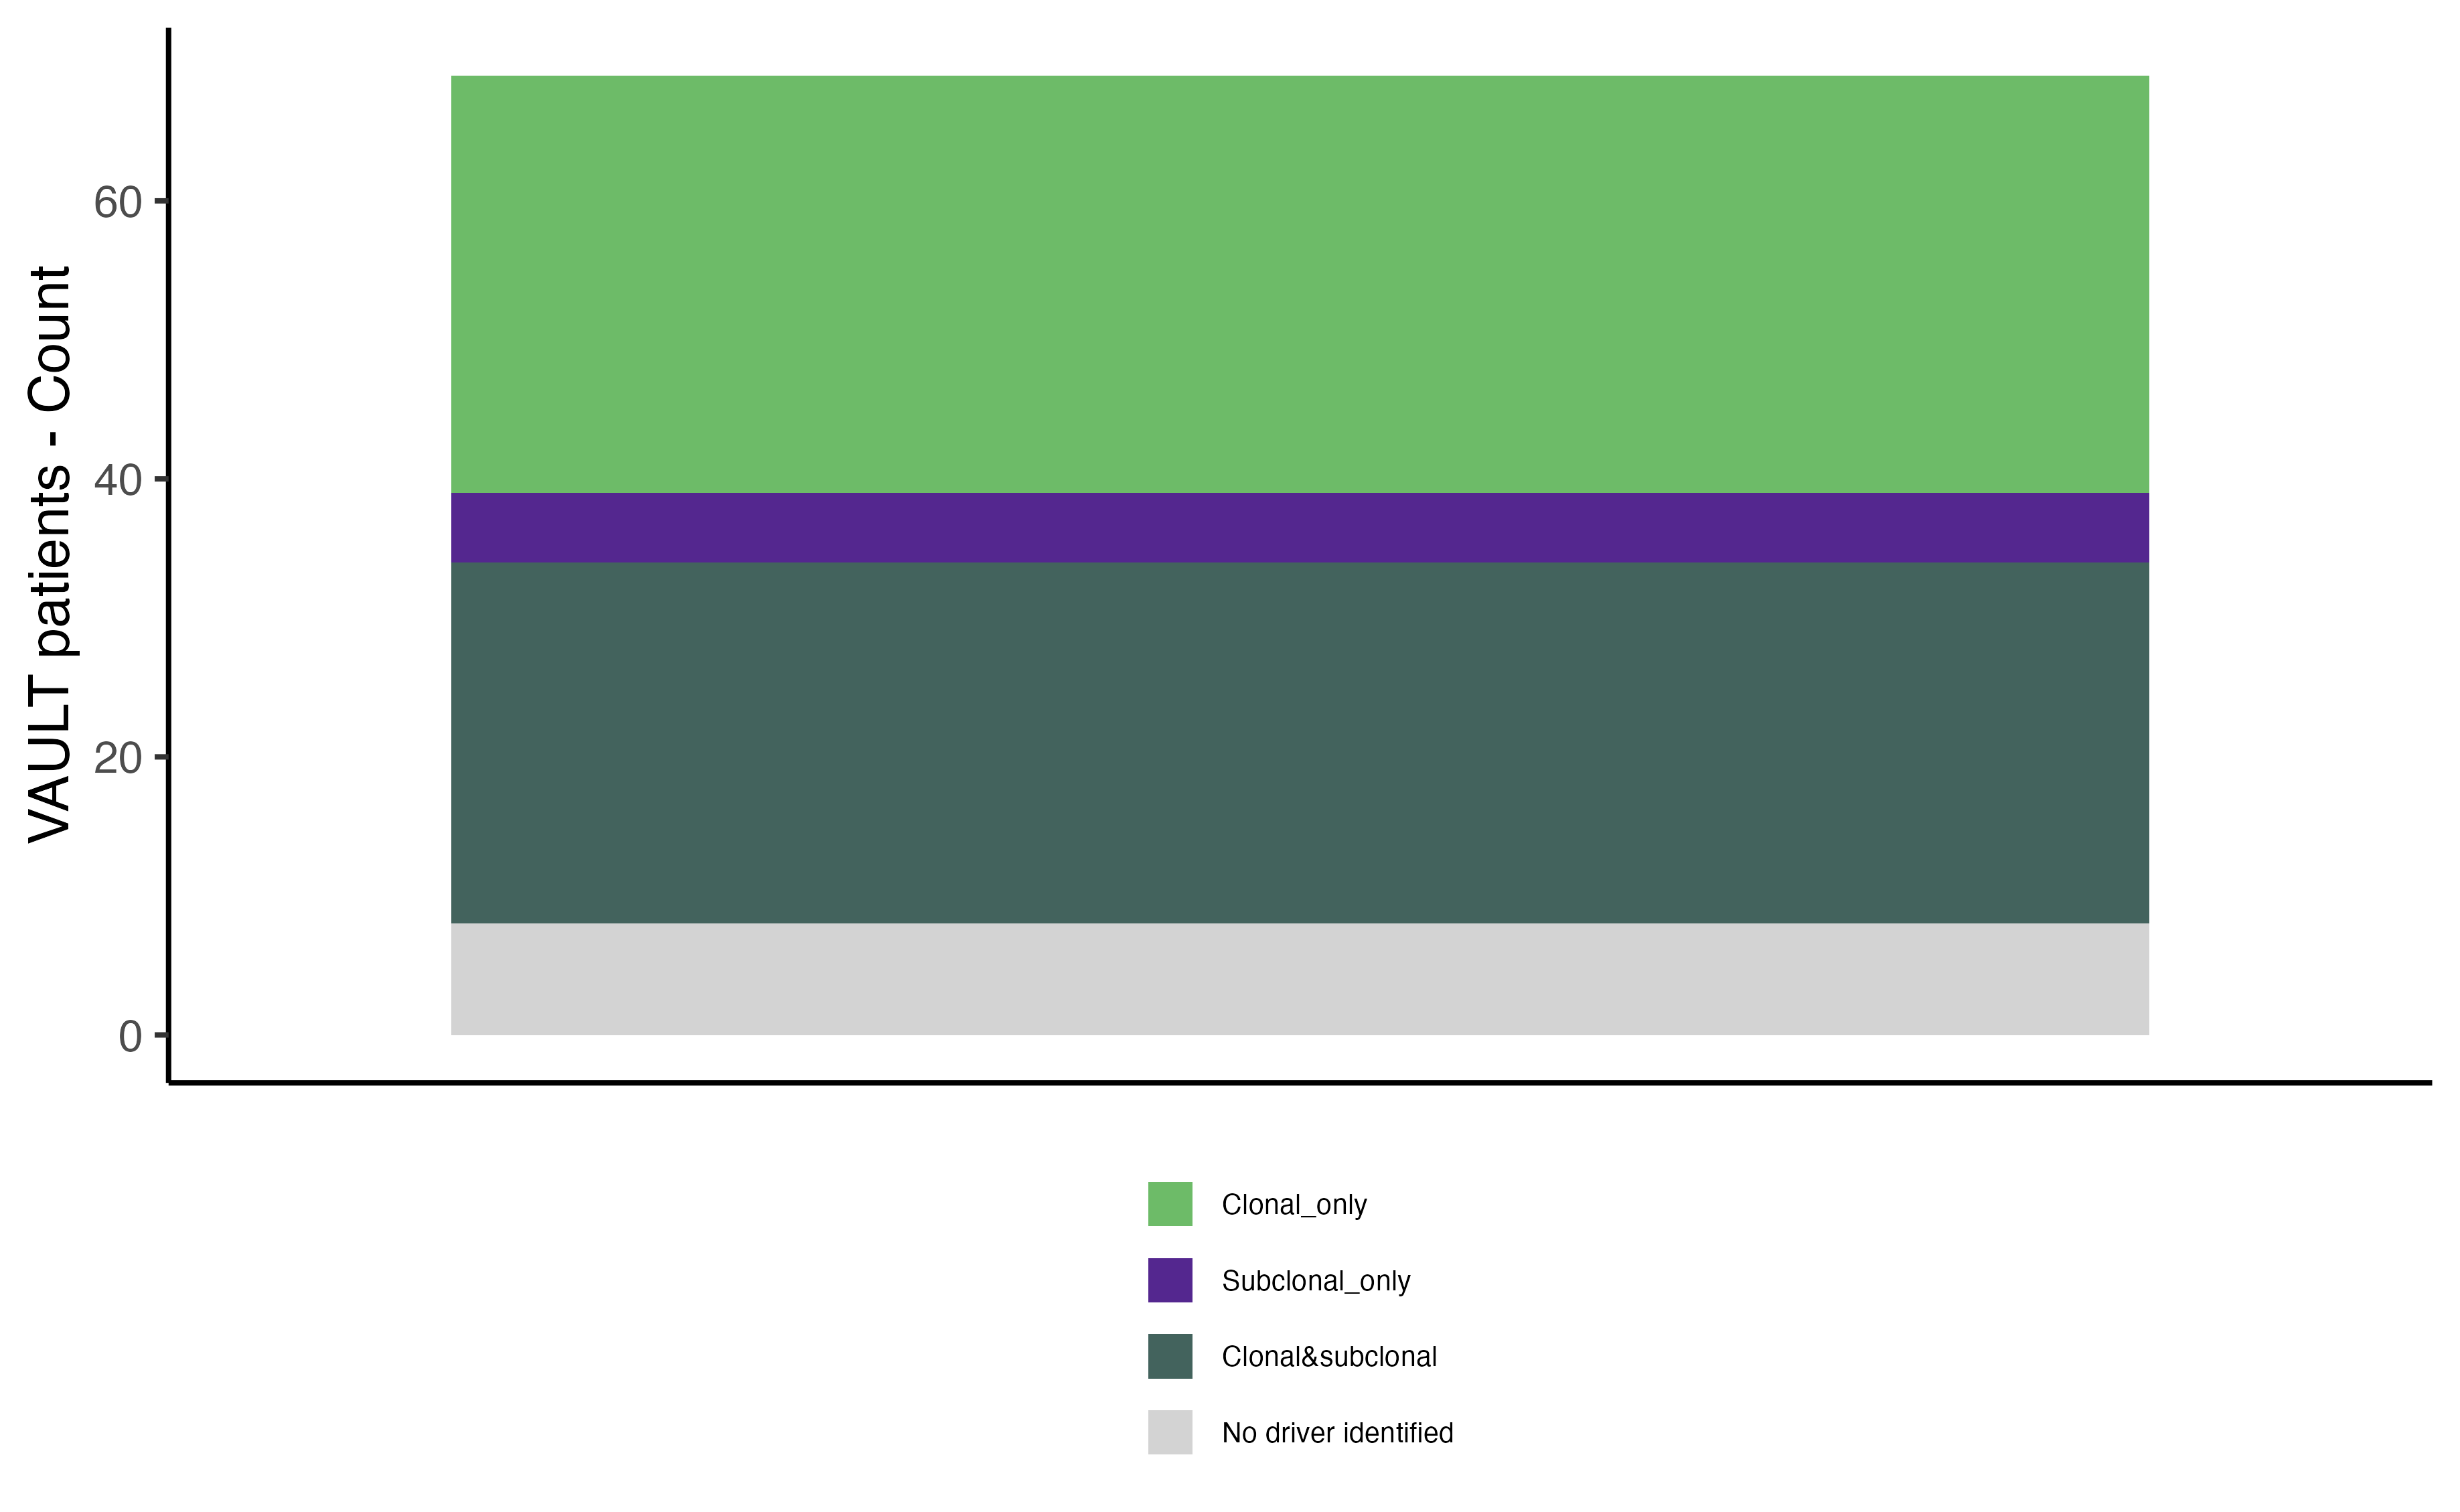 VAULT patients - Count
60
40
20
0
Clonal_only
Subclonal_only
Clonal&subclonal
No driver identified